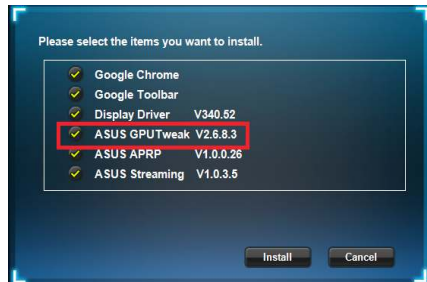 Please select the items you want to install.
Google Chrome
Google Toolbar
Display Driver V340.52
ASUS GPUTweak V2.6.8.3
ASUS APRP V1.0.0.26
ASUS Streaming V1.0.3.5
Install Cancel